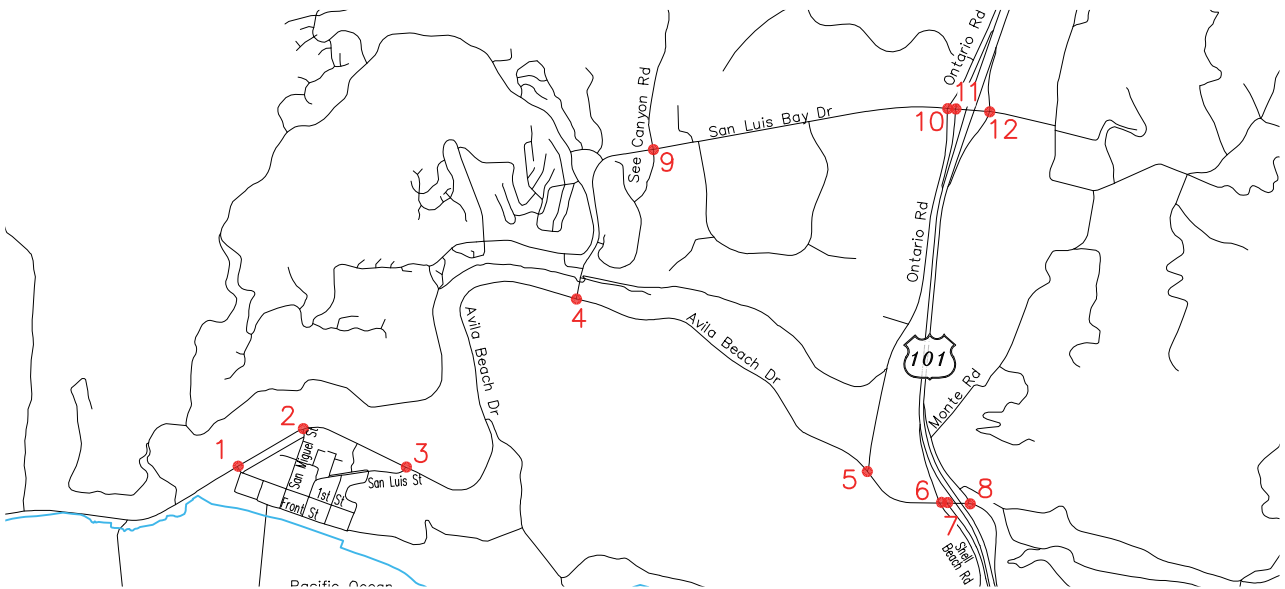 Ontario Rd
11
See Canyon Rd
San Luis Bay Dr
10
12
9
Ontario Rd
Avila Beach Dr
4
Avila Beach Dr
101
Monte Rd
2
1
San Miguel St
3
San Luis St
1st St
Front St
5
6
8
7
Shell
Beach Rd
Pacific Ocean